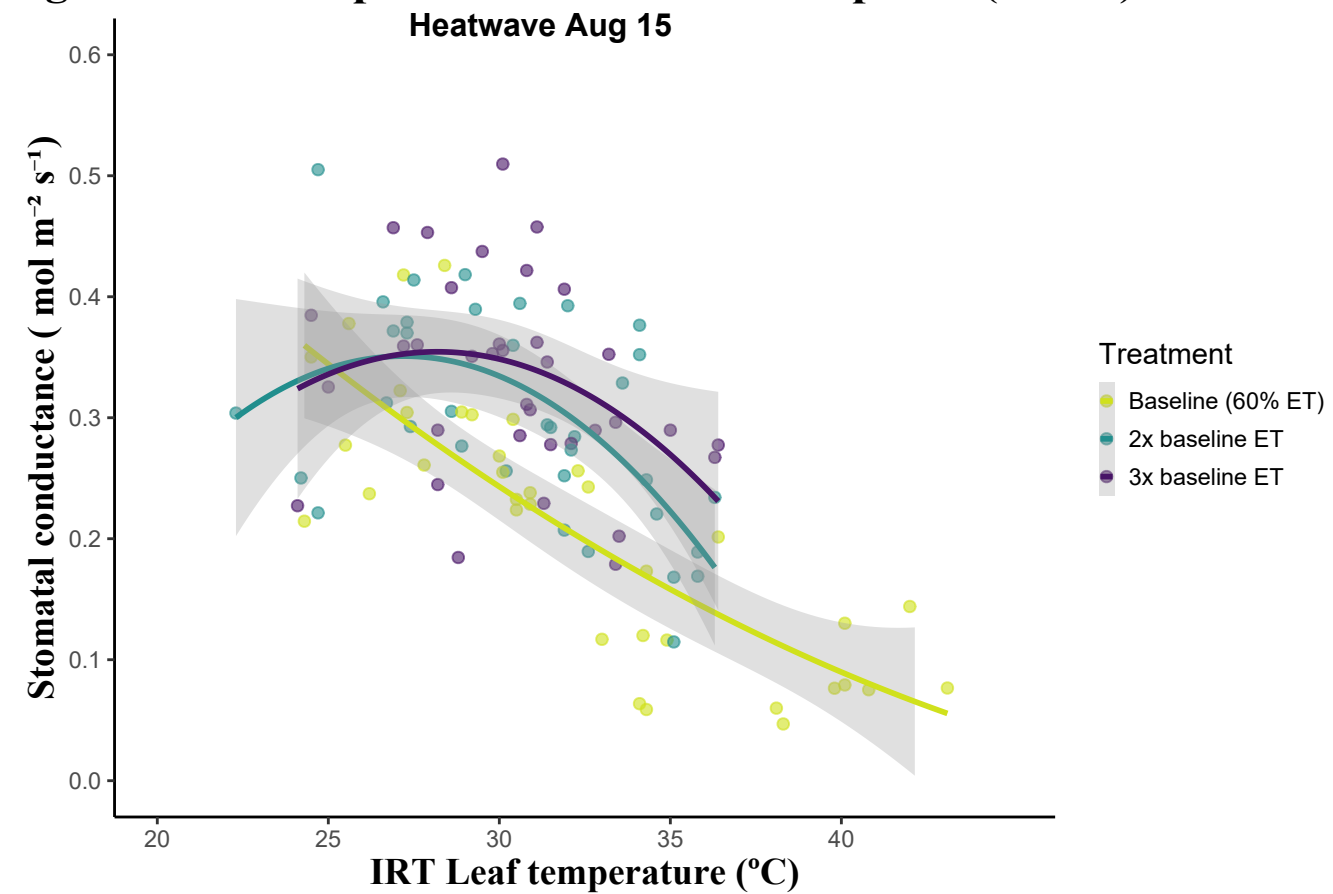 Heatwave Aug 15
Stomatal conductance ( mol m⁻² s⁻¹)
0.6
0.5
0.4
0.3
0.2
0.1
0.0
20 25 30 35 40
IRT Leaf temperature (ºC)
Treatment
Baseline (60% ET)
2x baseline ET
3x baseline ET